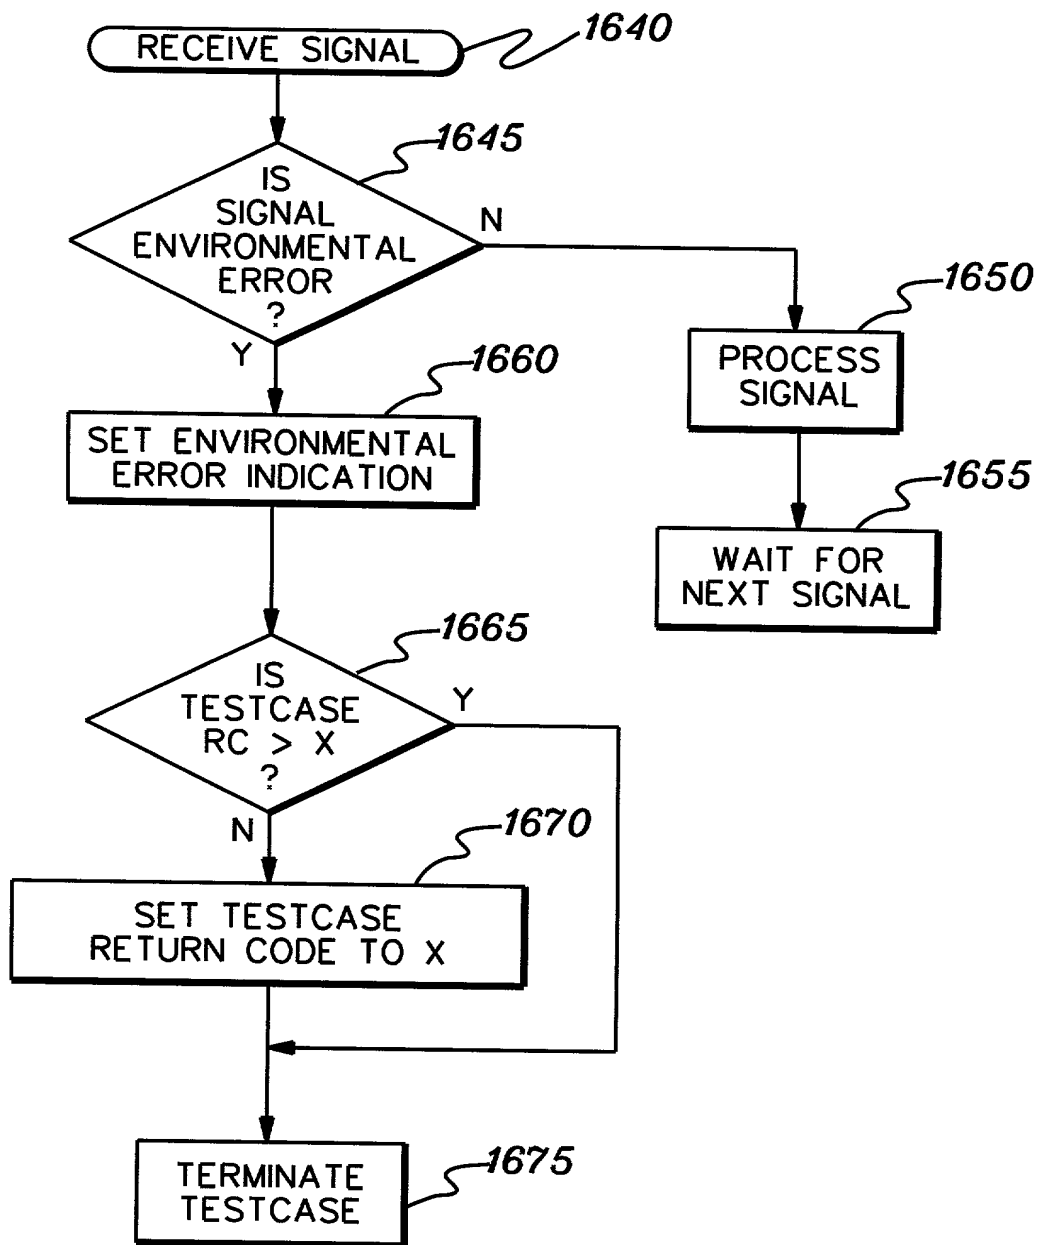 RECEIVE SIGNAL
1640
1645
IS
SIGNAL
ENVIRONMENTAL
ERROR
?
N
Y
1650
PROCESS
SIGNAL
1660
SET ENVIRONMENTAL
ERROR INDICATION
1655
WAIT FOR
NEXT SIGNAL
1665
IS
TESTCASE
RC > X
?
Y
N
1670
SET TESTCASE
RETURN CODE TO X
1675
TERMINATE
TESTCASE